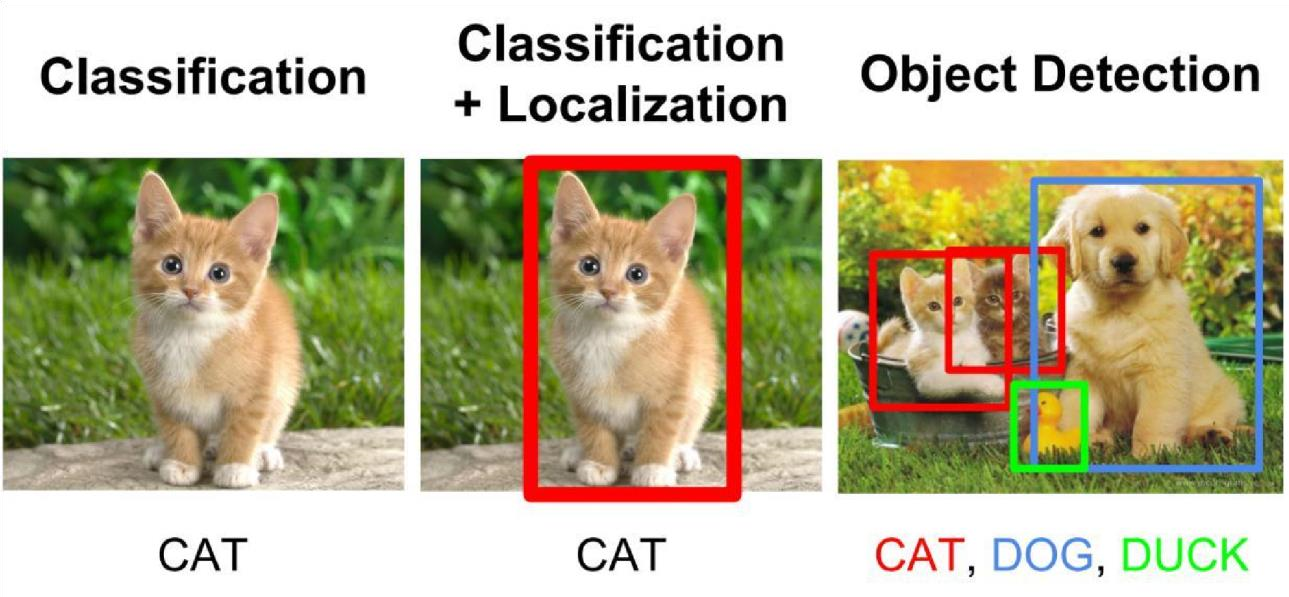 Classification
Classification
+ Localization
Object Detection
CAT
CAT
CAT, DOG, DUCK